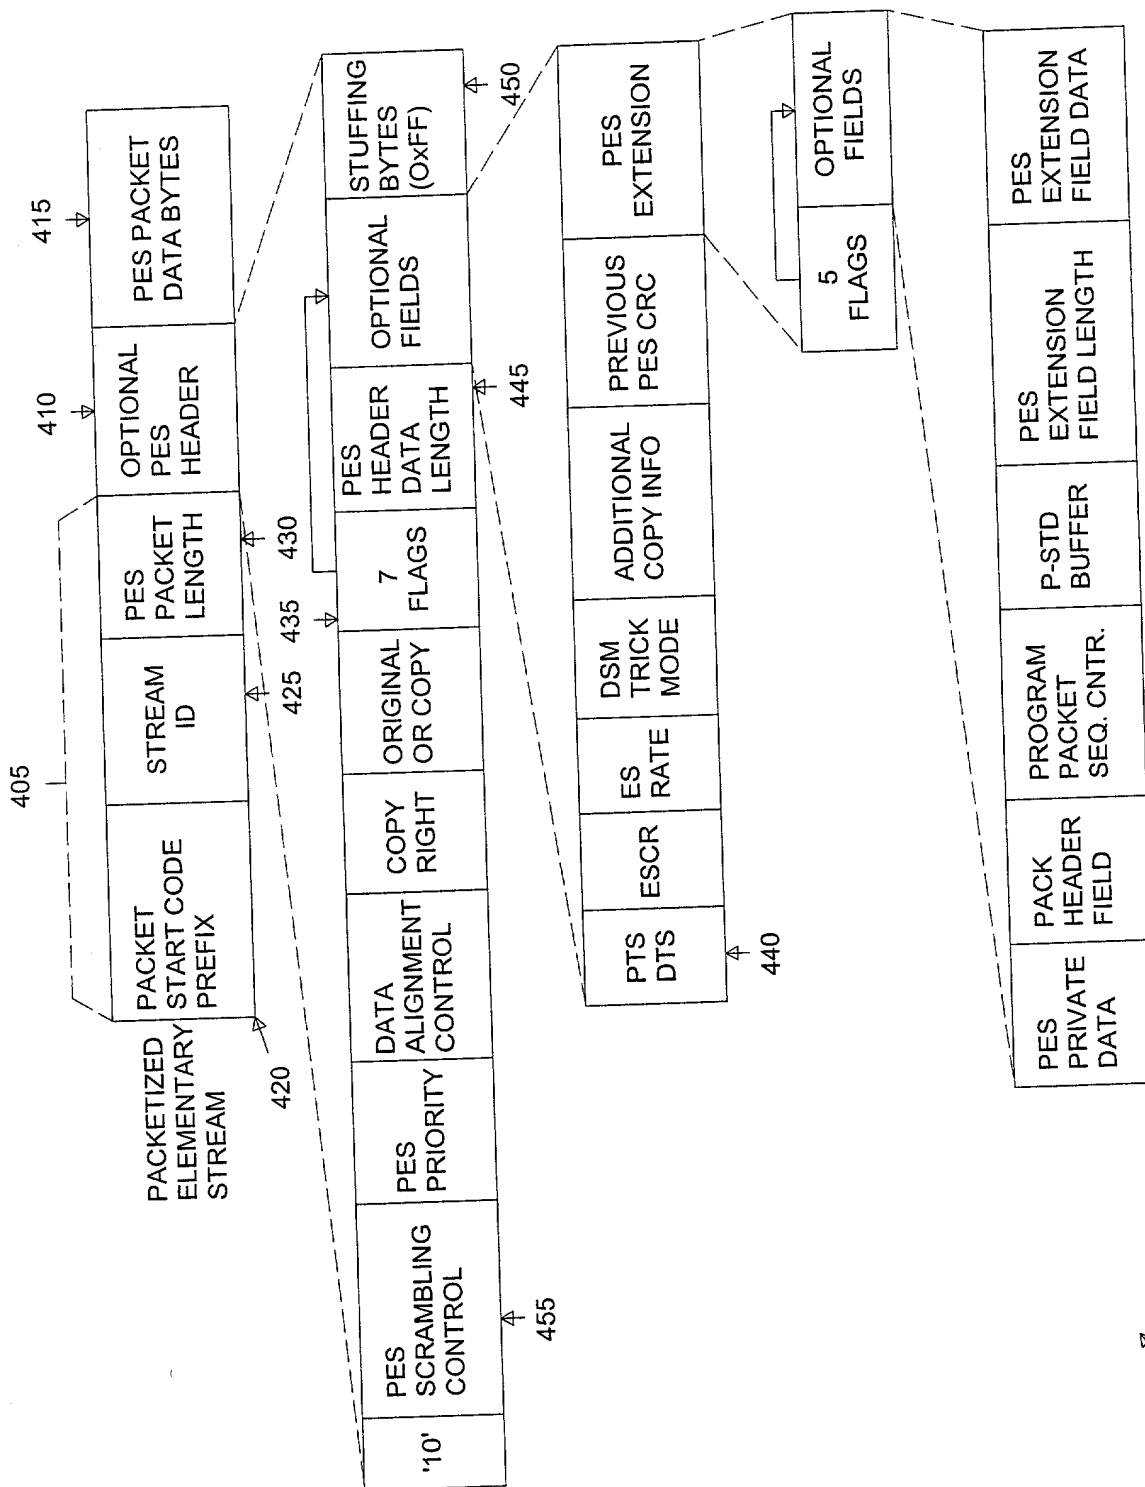 405
410
415
PACKETIZED
ELEMENTARY
STREAM
PACKET
START CODE
PREFIX
STREAM
ID
PES
PACKET
LENGTH
OPTIONAL
PES
HEADER
PES PACKET
DATA BYTES
420
425
430
435
'10'
PES
SCRAMBLING
CONTROL
PES
PRIORITY
DATA
ALIGNMENT
CONTROL
COPY
RIGHT
ORIGINAL
OR COPY
7
FLAGS
PES
HEADER
DATA
LENGTH
OPTIONAL
FIELDS
STUFFING
BYTES
(OxFF)
455
445
450
PTS
DTS
ESCR
ES
RATE
DSM
TRICK
MODE
ADDITIONAL
COPY INFO
PREVIOUS
PES CRC
PES
EXTENSION
440
5
FLAGS
OPTIONAL
FIELDS
PES
PRIVATE
DATA
PACK
HEADER
FIELD
PROGRAM
PACKET
SEQ. CNTR.
P-STD
BUFFER
PES
EXTENSION
FIELD LENGTH
PES
EXTENSION
FIELD DATA